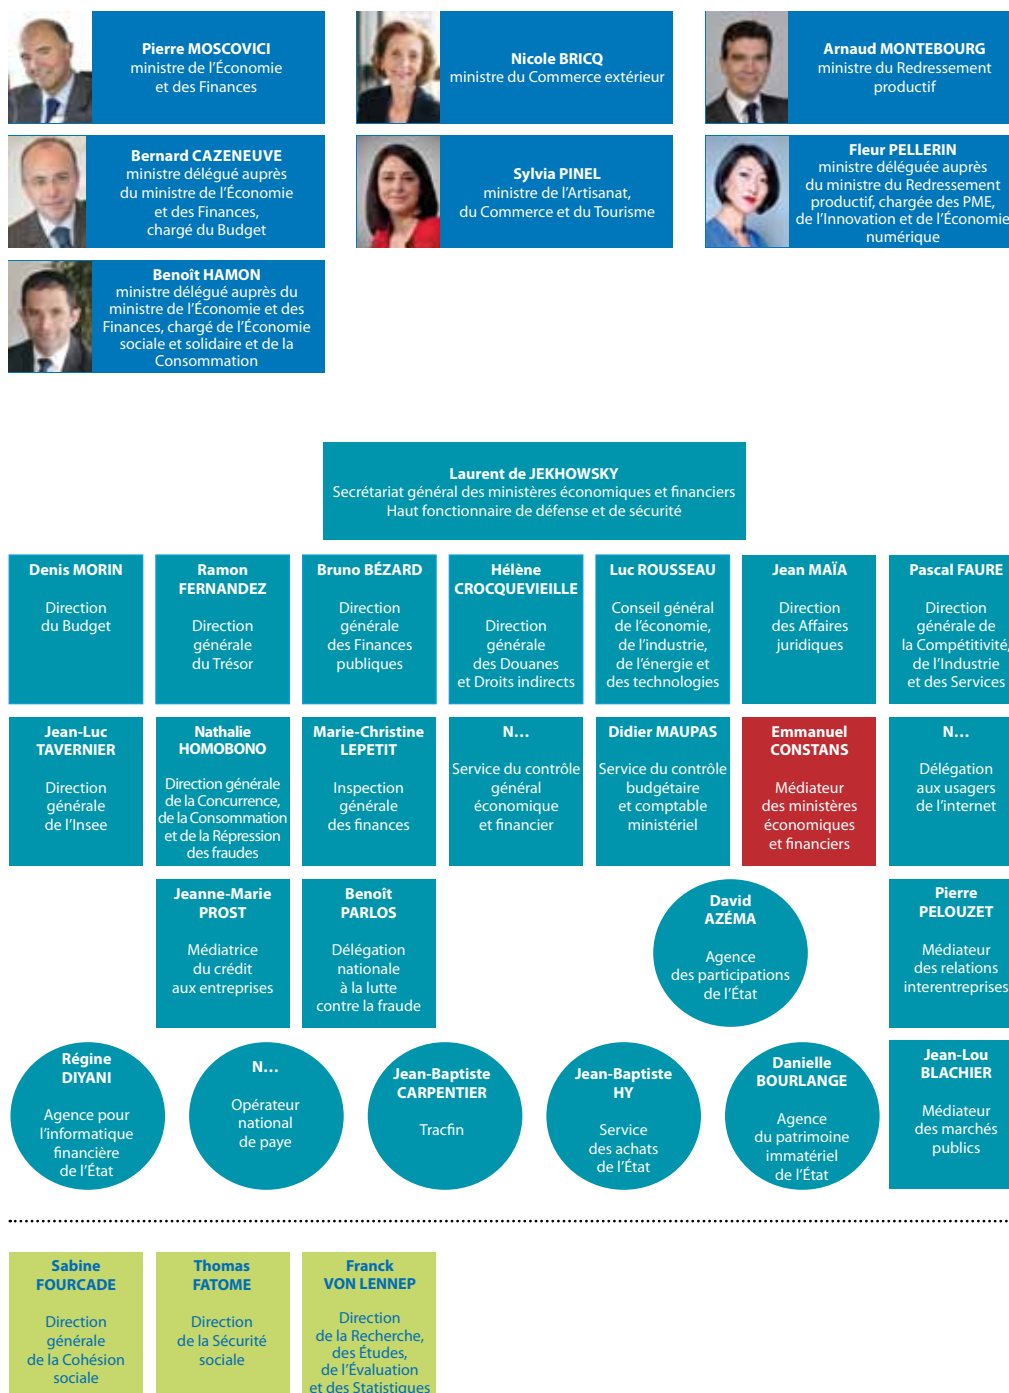 Pierre MOSCOVICI
ministre de l'Économie
et des Finances
Nicole BRICQ
ministre du Commerce extérieur
Arnaud MONTEBOURG
ministre du Redressement
productif
Bernard CAZENEUVE
ministre délégué auprès
du ministre de l'Économie
et des Finances,
chargé du Budget
Sylvia PINEL
ministre de l'Artisanat,
du Commerce et du Tourisme
Fleur PELLERIN
ministre déléguée auprès
du ministre du Redressement
productif, chargée des PME,
de l'Innovation et de l'Économie
numérique
Benoît HAMON
ministre délégué auprès du
ministre de l'Économie et des
Finances, chargé de l'Économie
sociale et solidaire et de la
Consommation
Laurent de JEKHOWSKY
Secrétariat général des ministères économiques et financiers
Haut fonctionnaire de défense et de sécurité
Denis MORIN
Direction
du Budget
Ramon
FERNANDEZ
Direction
générale
du Trésor
Bruno BÉZARD
Direction
générale
des Finances
publiques
Hélène
CROCQUEVIEILLE
Direction
générale
des Douanes
et Droits indirects
Luc ROUSSEAU
Conseil général
de l'économie,
de l'industrie,
de l'énergie et
des technologies
Jean MAÏA
Direction
des Affaires
juridiques
Pascal FAURE
Direction
générale de
la Compétitivité,
de l'Industrie
et des Services
Jean-Luc
TAVERNIER
Direction
générale
de l'Insee
Nathalie
HOMOBONO
Direction générale
de la Concurrence,
de la Consommation
et de la Répression
des fraudes
Marie-Christine
LEPETIT
Inspection
générale
des finances
N…
Service du contrôle
général
économique
et financier
Didier MAUPAS
Service du contrôle
budgétaire
et comptable
ministériel
Emmanuel
CONSTANS
Médiateur
des ministères
économiques
et financiers
N…
Délégation
aux usagers
de l'internet
Jeanne-Marie
PROST
Médiatrice
du crédit
aux entreprises
Benoît
PARLOS
Délégation
nationale
à la lutte
contre la fraude
David
AZÉMA
Agence
des participations
de l'État
Pierre
PELOUZET
Médiateur
des relations
interentreprises
Régine
DIYANI
Agence pour
l'informatique
financière
de l'État
N…
Opérateur
national
de paye
Jean-Baptiste
CARPENTIER
Tracfin
Jean-Baptiste
HY
Service
des achats
de l'État
Danielle
BOURLANGE
Agence
du patrimoine
immatériel
de l'État
Jean-Lou
BLACHIER
Médiateur
des marchés
publics
Sabine
FOURCADE
Direction
générale
de la Cohésion
sociale
Thomas
FATOME
Direction
de la Sécurité
sociale
Franck
VON LENNEP
Direction
de la Recherche,
des Études,
de l'Évaluation
et des Statistiques